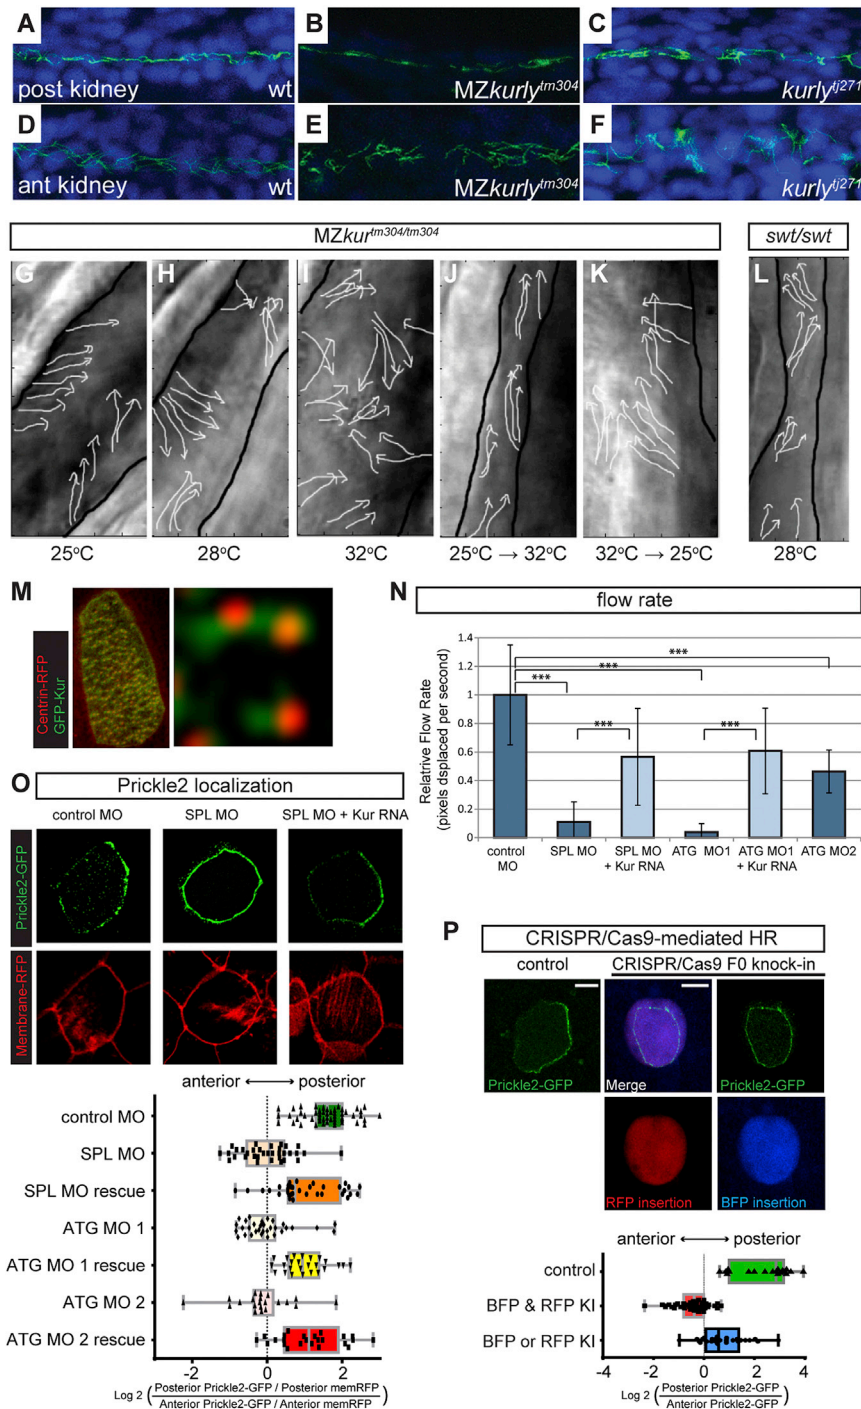 A
post kidney
wt
B
MZkurly^tm304
C
kurly^tj271
D
ant kidney
wt
E
MZkurly^tm304
F
kurly^tj271
MZkur^tm304/tm304
swt/swt
G
H
I
J
K
L
25°C
28°C
32°C
25°C → 32°C
32°C → 25°C
28°C
M
Centrin-RFP
GFP-Kur
N
flow rate
Relartive Flow Rate
(pixels dsplaced per second)
1.4
1.2
1
0.8
0.6
0.4
0.2
0
***
***
***
***
***
control MO
SPL MO
SPL MO + Kur RNA
ATG MO1
ATG MO1 + Kur RNA
ATG MO2
O
Prickle2 localization
control MO
SPL MO
SPL MO + Kur RNA
Prickle2-GFP
Membrane-RFP
anterior ↔ posterior
control MO
SPL MO
SPL MO rescue
ATG MO 1
ATG MO 1 rescue
ATG MO 2
ATG MO 2 rescue
-2
0
2
Log 2 (Posterior Prickle2-GFP / Posterior memRFP
Anterior Prickle2-GFP / Anterior memRFP)
P
CRISPR/Cas9-mediated HR
control
CRISPR/Cas9 F0 knock-in
Prickle2-GFP
Merge
Prickle2-GFP
RFP insertion
BFP insertion
anterior ↔ posterior
control
BFP & RFP KI
BFP or RFP KI
-4
-2
0
2
4
Log 2 (Posterior Prickle2-GFP
Anterior Prickle2-GFP)